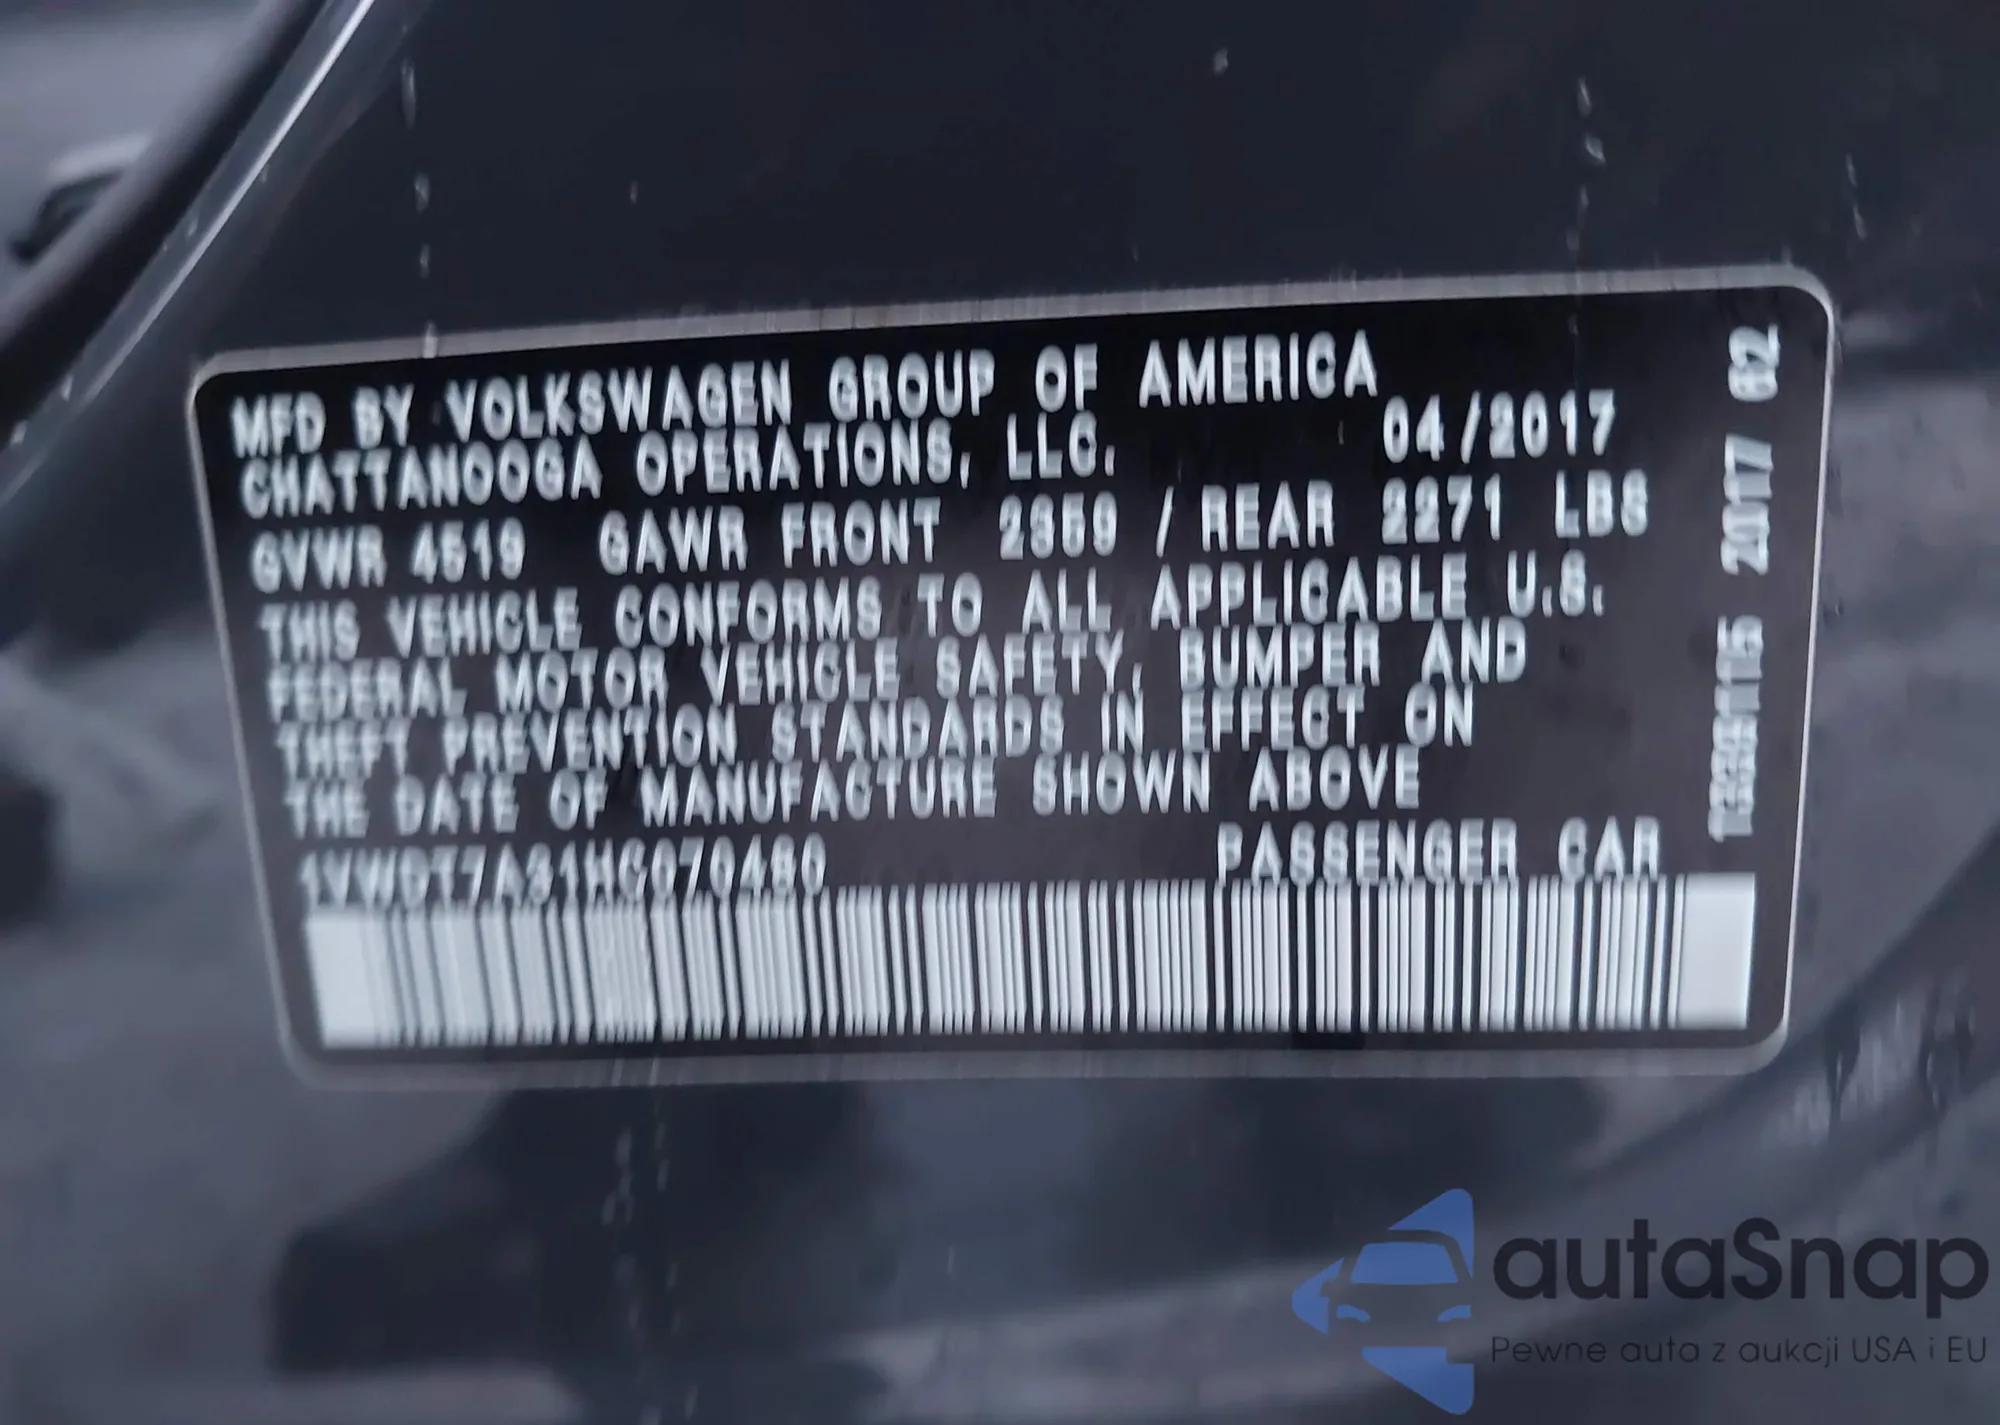 MFD BY VOLKSWAGEN GROUP OF AMERICA
CHATTANOOGA OPERATIONS, LLC. 04/2017
GVWR 4519 GAWR FRONT 2359 / REAR 2271 LBS
THIS VEHICLE CONFORMS TO ALL APPLICABLE U.S.
FEDERAL MOTOR VEHICLE SAFETY, BUMPER AND
THEFT PREVENTION STANDARDS IN EFFECT ON
THE DATE OF MANUFACTURE SHOWN ABOVE
1VWDT7A31HC070480 PASSENGER CAR
2017/
autaSnap
Pewne auta z aukcji USA i EU